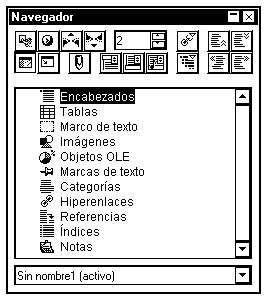 Navegador
2
Encabezados
Tablas
Marco de texto
Imágenes
Objetos OLE
Marcas de texto
Categorías
Hiperenlaces
Referencias
Índices
Notas
Sin nombre1 (activo)